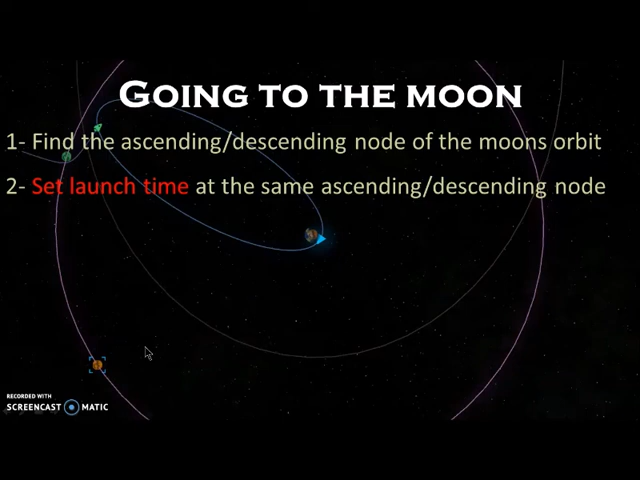 GOING TO THE MOON
1- Find the ascending/descending node of the moons orbit
2- Set launch time at the same ascending/descending node
RECORDED WITH
SCREENCAST MATIC